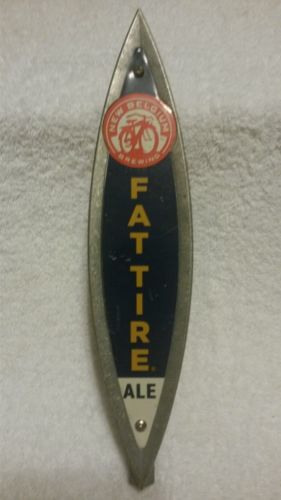 NEW BELGIUM
BREWING
FAT TIRE®
ALE